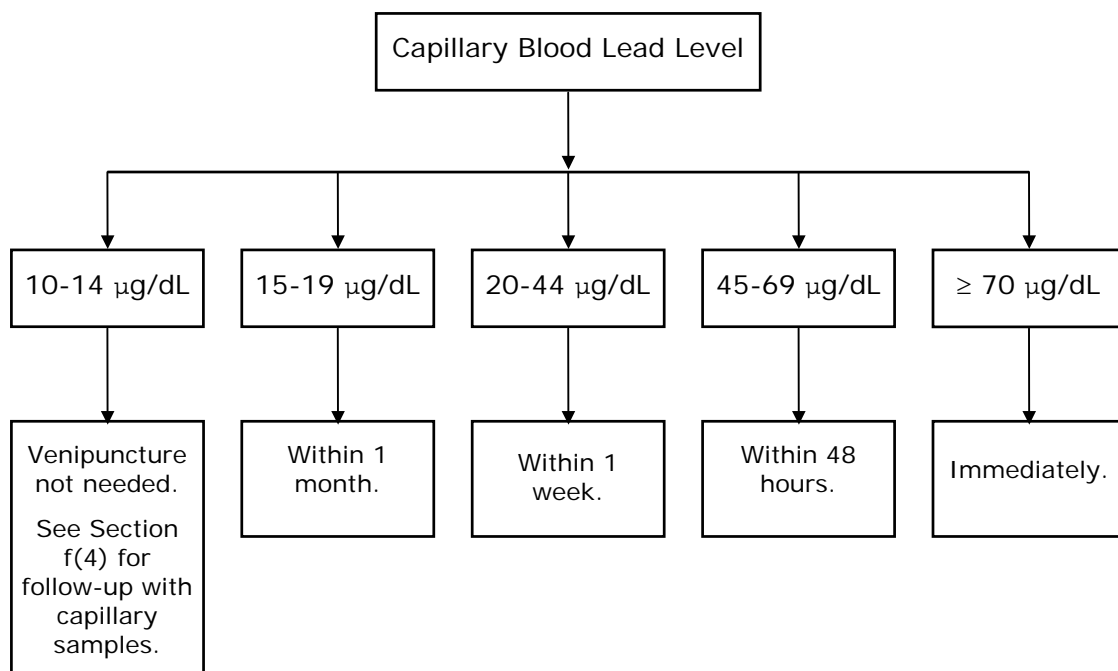 Capillary Blood Lead Level
10-14 µg/dL
15-19 µg/dL
20-44 µg/dL
45-69 µg/dL
≥ 70 µg/dL
Venipuncture
not needed.
See Section
f(4) for
follow-up with
capillary
samples.
Within 1
month.
Within 1
week.
Within 48
hours.
Immediately.